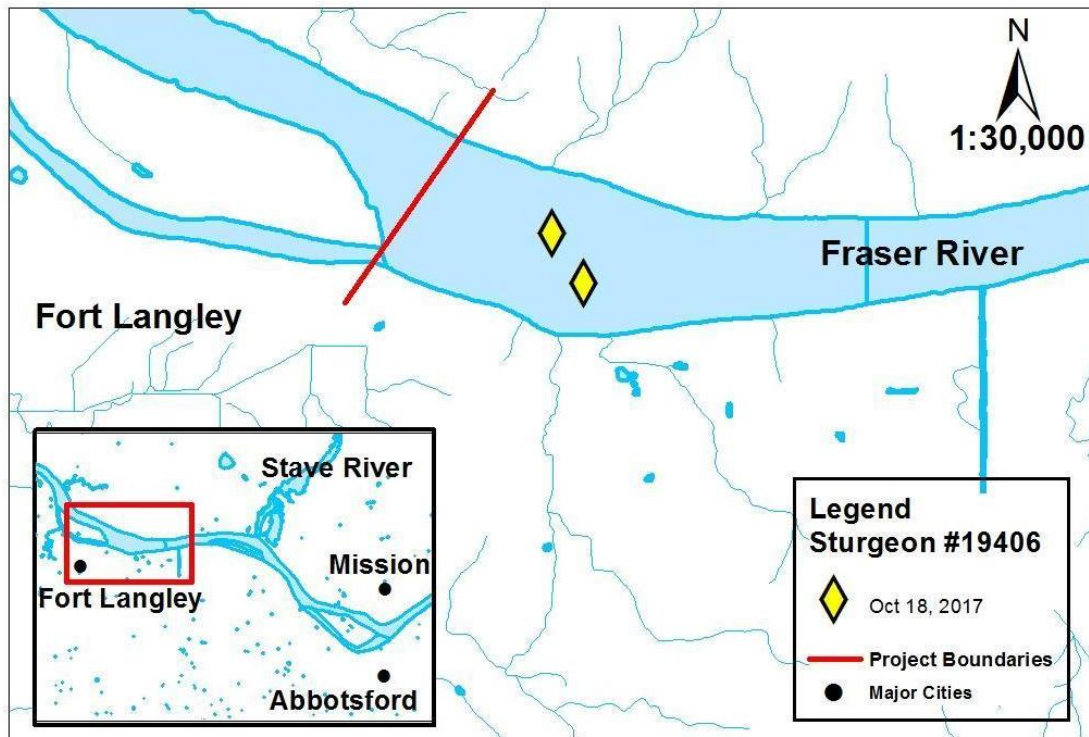 N
1:30,000
Fraser River
Fort Langley
Stave River
Mission
Fort Langley
Abbotsford
Legend
Sturgeon #19406
Oct 18, 2017
Project Boundaries
Major Cities